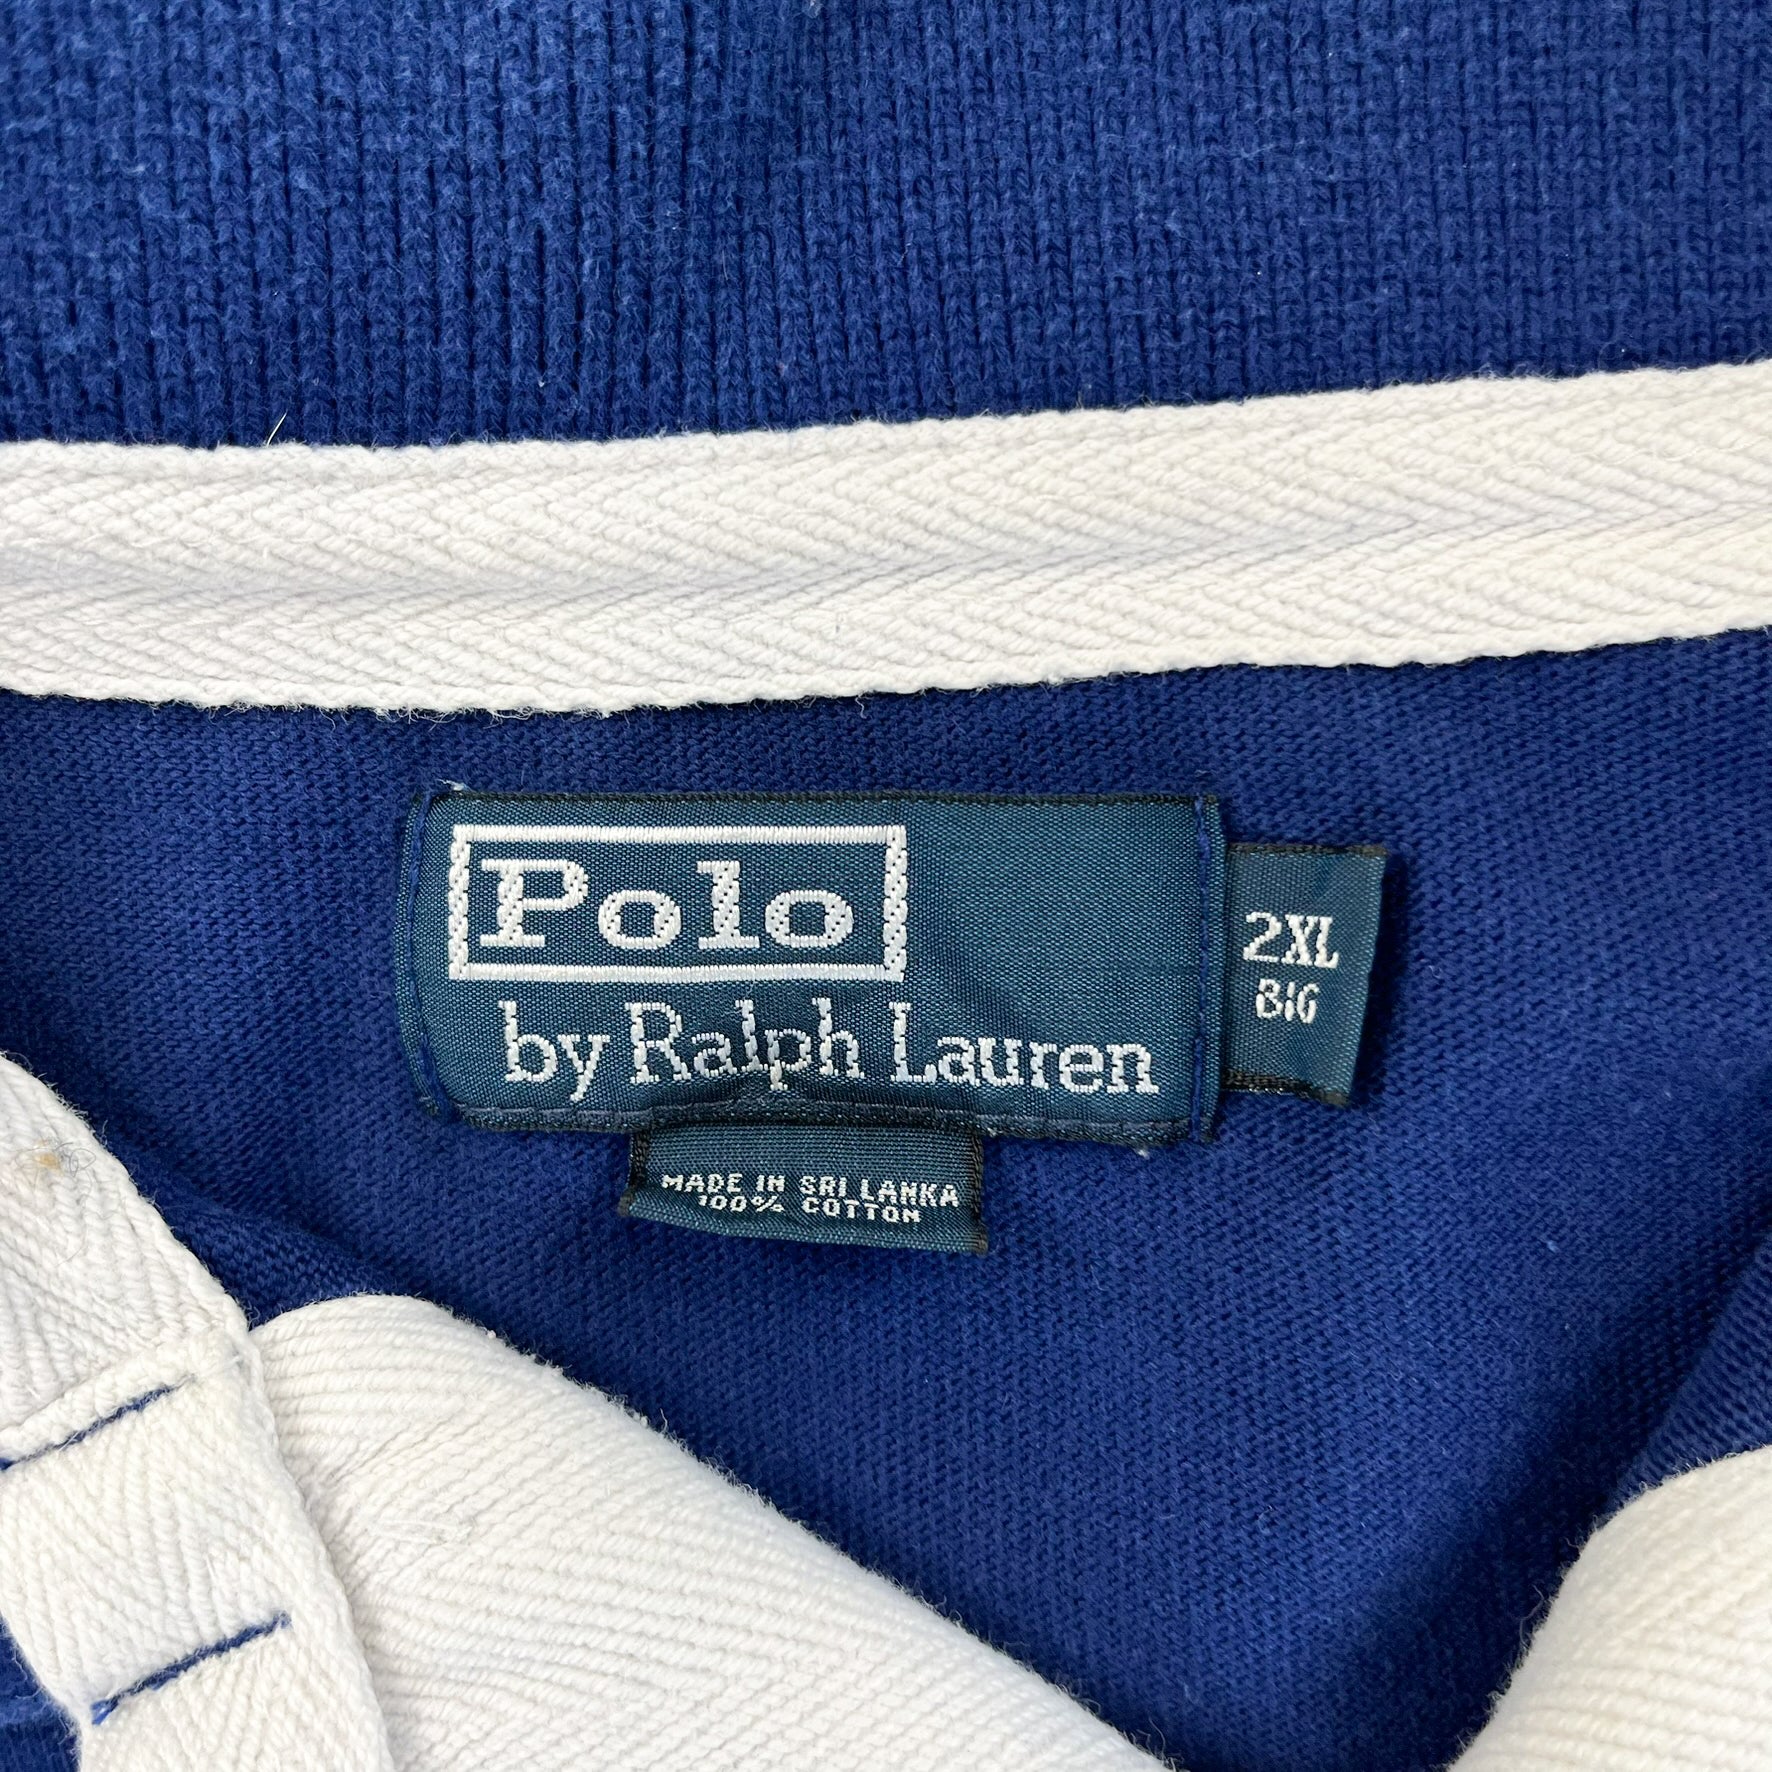 Polo
by Ralph Lauren
2XL
BIG
MADE IN SRI LANKA
100% COTTON